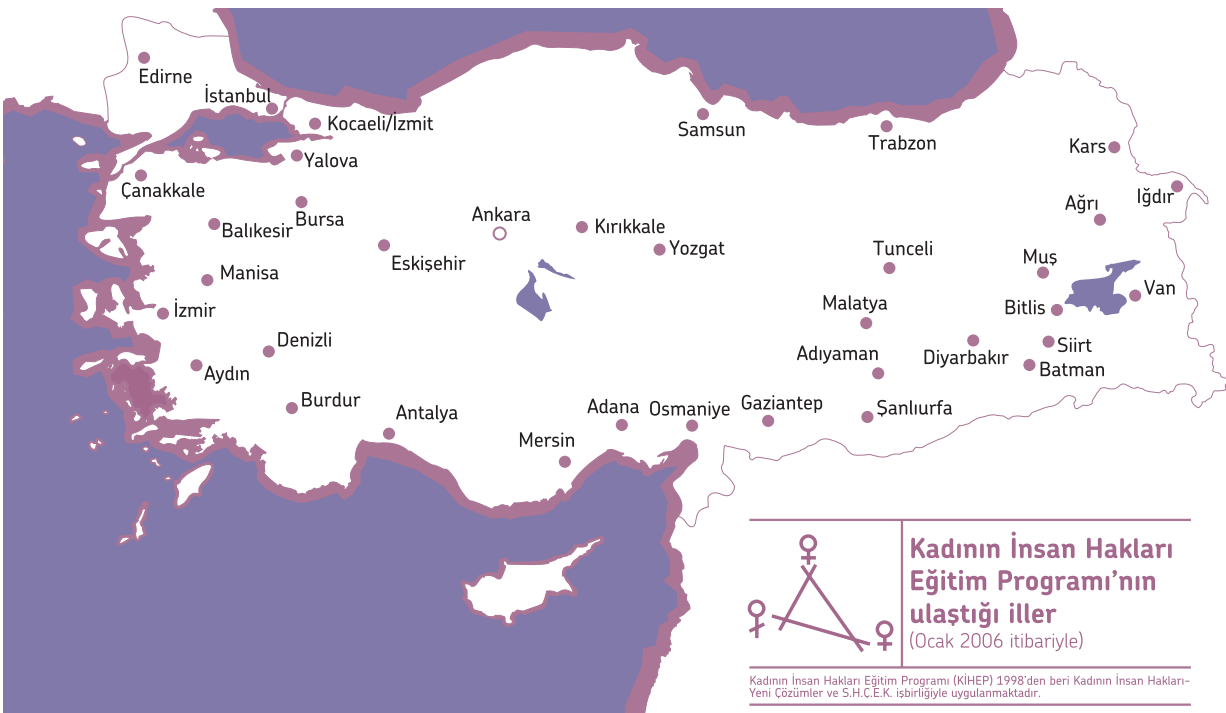 Edirne
İstanbul
Kocaeli/İzmit
Samsun
Trabzon
Kars
Yalova
Çanakkale
Iğdır
Ağrı
Bursa
Balıkesir
Ankara
Kırıkkale
Yozgat
Tunceli
Muş
Eskişehir
Manisa
Van
İzmir
Malatya
Bitlis
Denizli
Adıyaman
Diyarbakır
Siirt
Aydın
Batman
Burdur
Antalya
Adana
Osmaniye
Gaziantep
Şanlıurfa
Mersin
Kadının İnsan Hakları
Eğitim Programı'nın
ulaştığı iller
(Ocak 2006 itibariyle)
Kadının İnsan Hakları Eğitim Programı (KİHEP) 1998'den beri Kadının İnsan Hakları-
Yeni Çözümler ve S.H.Ç.E.K. işbirliğiyle uygulanmaktadır.